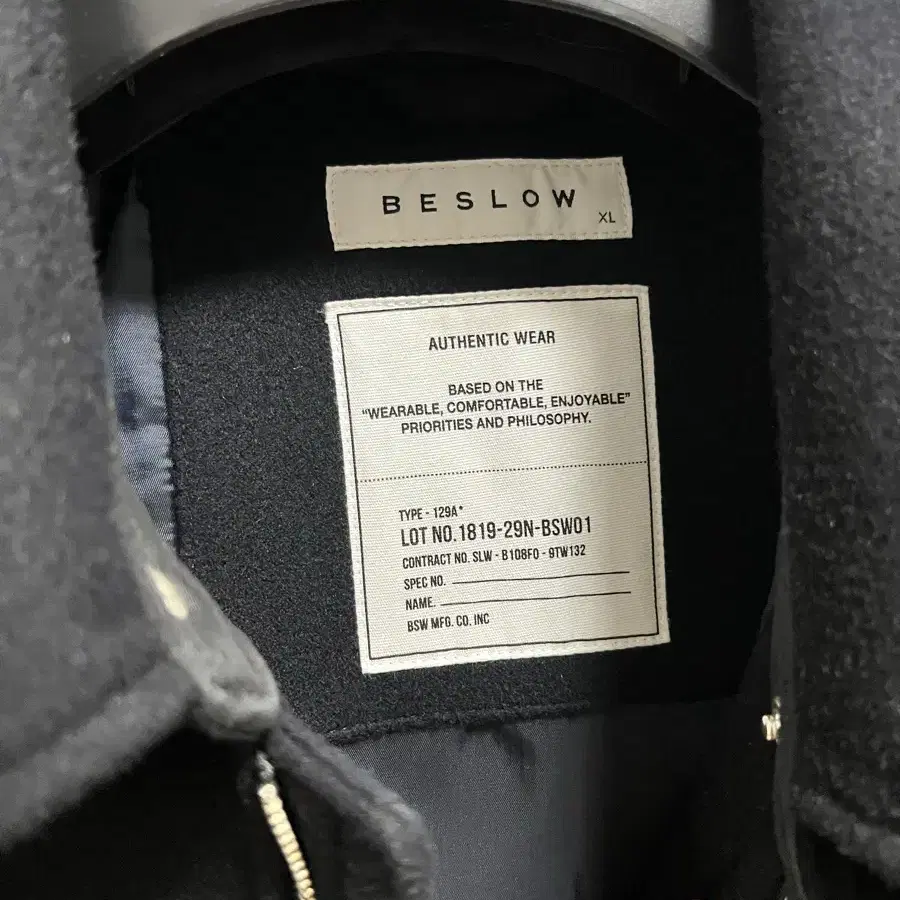 BESLOW
XL
AUTHENTIC WEAR
BASED ON THE
"WEARABLE, COMFORTABLE, ENJOYABLE"
PRIORITIES AND PHILOSOPHY.
TYPE - 129A*
LOT NO.1819-29N-BSW01
CONTRACT NO. SLW - B108FO - 9TW132
SPEC NO.
NAME.
BSW MFG. CO. INC